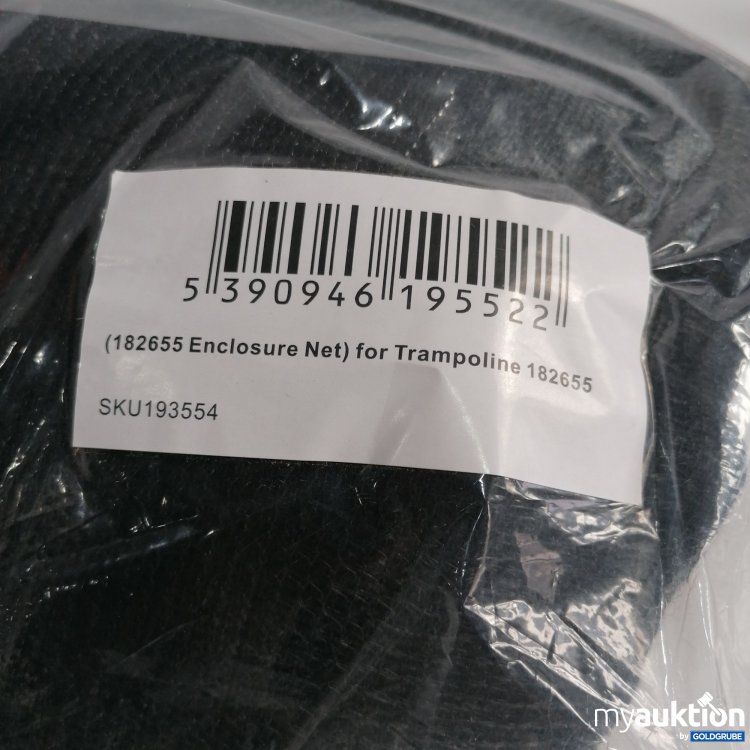 5 390946 195522
(182655 Enclosure Net) for Trampoline 182655
SKU193554
myauktion
by GOLDGRUBE